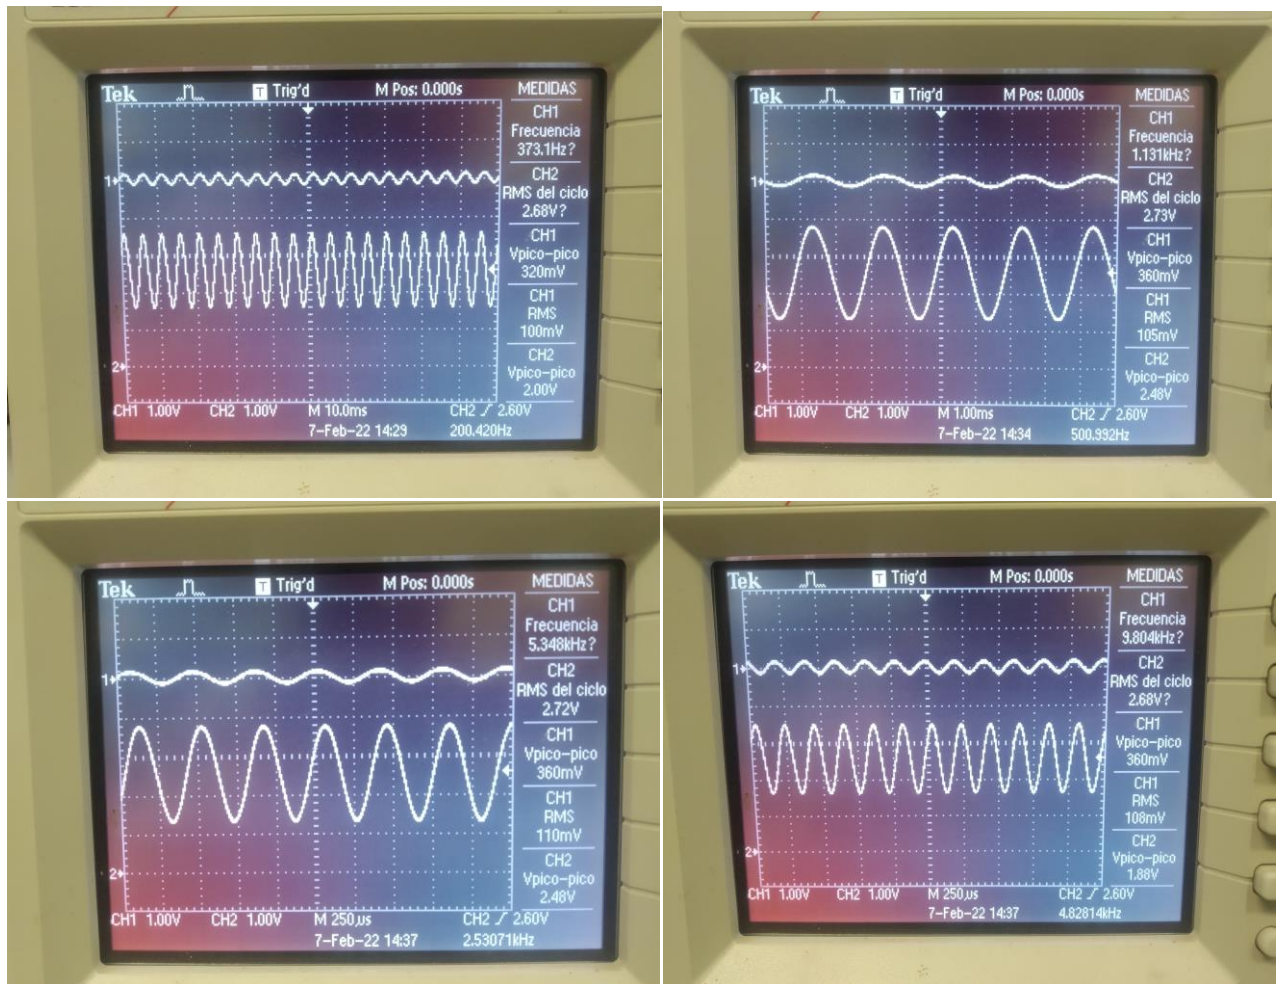 Tek
T Trig'd
M Pos: 0.000s
MEDIDAS
CH1
Frecuencia
373.1Hz?
CH2
RMS del ciclo
2.68V?
CH1
Vpico-pico
320mV
CH1
RMS
100mV
CH2
Vpico-pico
2.00V
1
2
CH1 1.00V CH2 1.00V M 10.0ms CH2 2.60V
7-Feb-22 14:29 200.420Hz
Tek
T Trig'd
M Pos: 0.000s
MEDIDAS
CH1
Frecuencia
1.131kHz?
CH2
RMS del ciclo
2.73V
CH1
Vpico-pico
360mV
CH1
RMS
105mV
CH2
Vpico-pico
2.48V
1
2
CH1 1.00V CH2 1.00V M 1.00ms CH2 2.60V
7-Feb-22 14:34 500.992Hz
Tek
T Trig'd
M Pos: 0.000s
MEDIDAS
CH1
Frecuencia
5.348kHz?
CH2
RMS del ciclo
2.72V
CH1
Vpico-pico
360mV
CH1
RMS
110mV
CH2
Vpico-pico
2.48V
1
2
CH1 1.00V CH2 1.00V M 250µs CH2 2.60V
7-Feb-22 14:37 2.53071kHz
Tek
T Trig'd
M Pos: 0.000s
MEDIDAS
CH1
Frecuencia
9.804kHz?
CH2
RMS del ciclo
2.68V?
CH1
Vpico-pico
360mV
CH1
RMS
108mV
CH2
Vpico-pico
1.88V
1
2
CH1 1.00V CH2 1.00V M 250µs CH2 2.60V
7-Feb-22 14:37 4.82814kHz